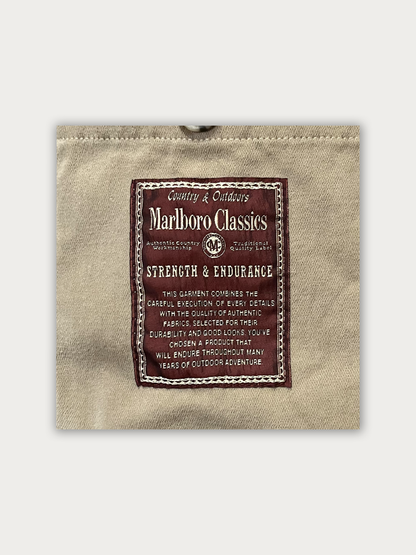 Country & Outdoors
Marlboro Classics
Authentic Country Workmanship
M
Traditional Quality Label
STRENGTH & ENDURANCE
THIS GARMENT COMBINES THE
CAREFUL EXECUTION OF EVERY DETAILS
WITH THE QUALITY OF AUTHENTIC
FABRICS, SELECTED FOR THEIR
DURABILITY AND GOOD LOOKS. YOU'VE
CHOSEN A PRODUCT THAT
WILL ENDURE THROUGHOUT MANY
YEARS OF OUTDOOR ADVENTURE